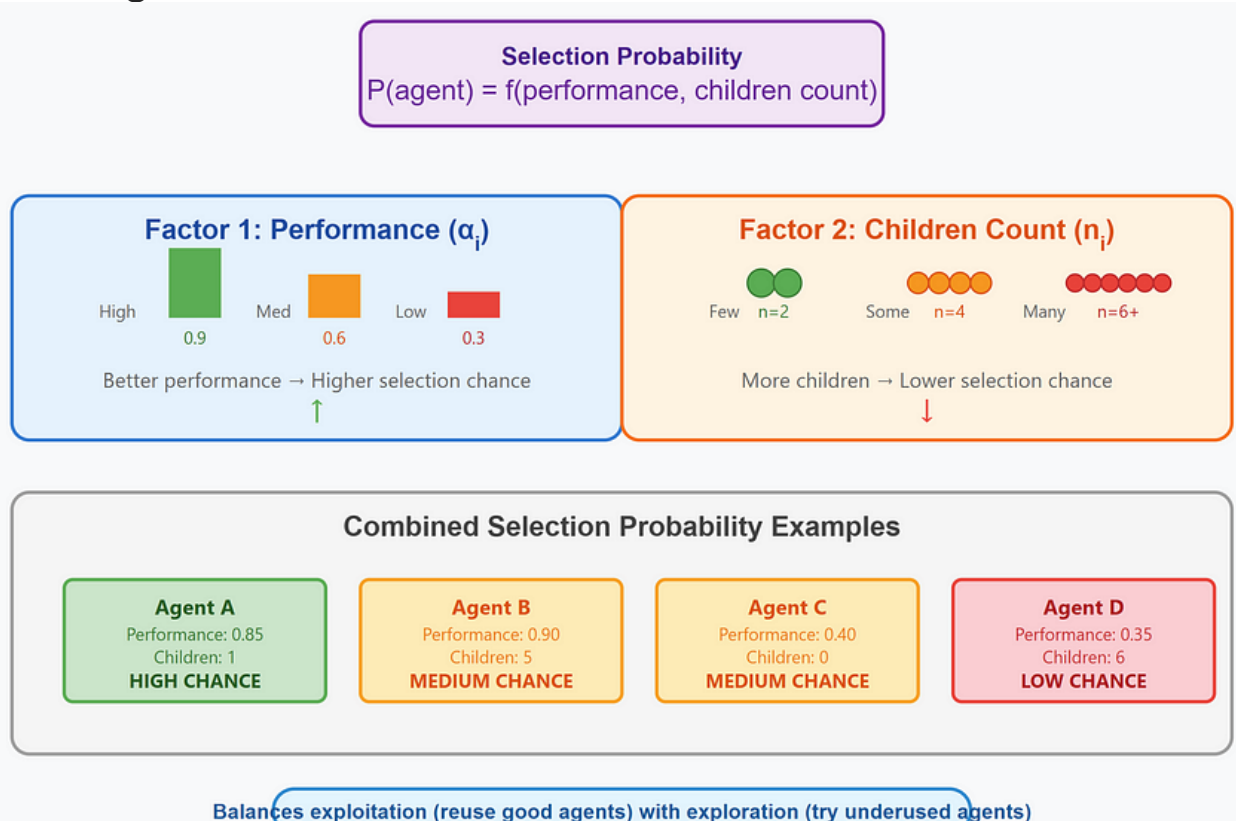 Selection Probability
P(agent) = f(performance, children count)
Factor 1: Performance (αᵢ)
High
Med
Low
0.9
0.6
0.3
Better performance → Higher selection chance
↑
Factor 2: Children Count (nᵢ)
Few n=2
Some n=4
Many n=6+
More children → Lower selection chance
↓
Combined Selection Probability Examples
Agent A
Performance: 0.85
Children: 1
HIGH CHANCE
Agent B
Performance: 0.90
Children: 5
MEDIUM CHANCE
Agent C
Performance: 0.40
Children: 0
MEDIUM CHANCE
Agent D
Performance: 0.35
Children: 6
LOW CHANCE
Balances exploitation (reuse good agents) with exploration (try underused agents)